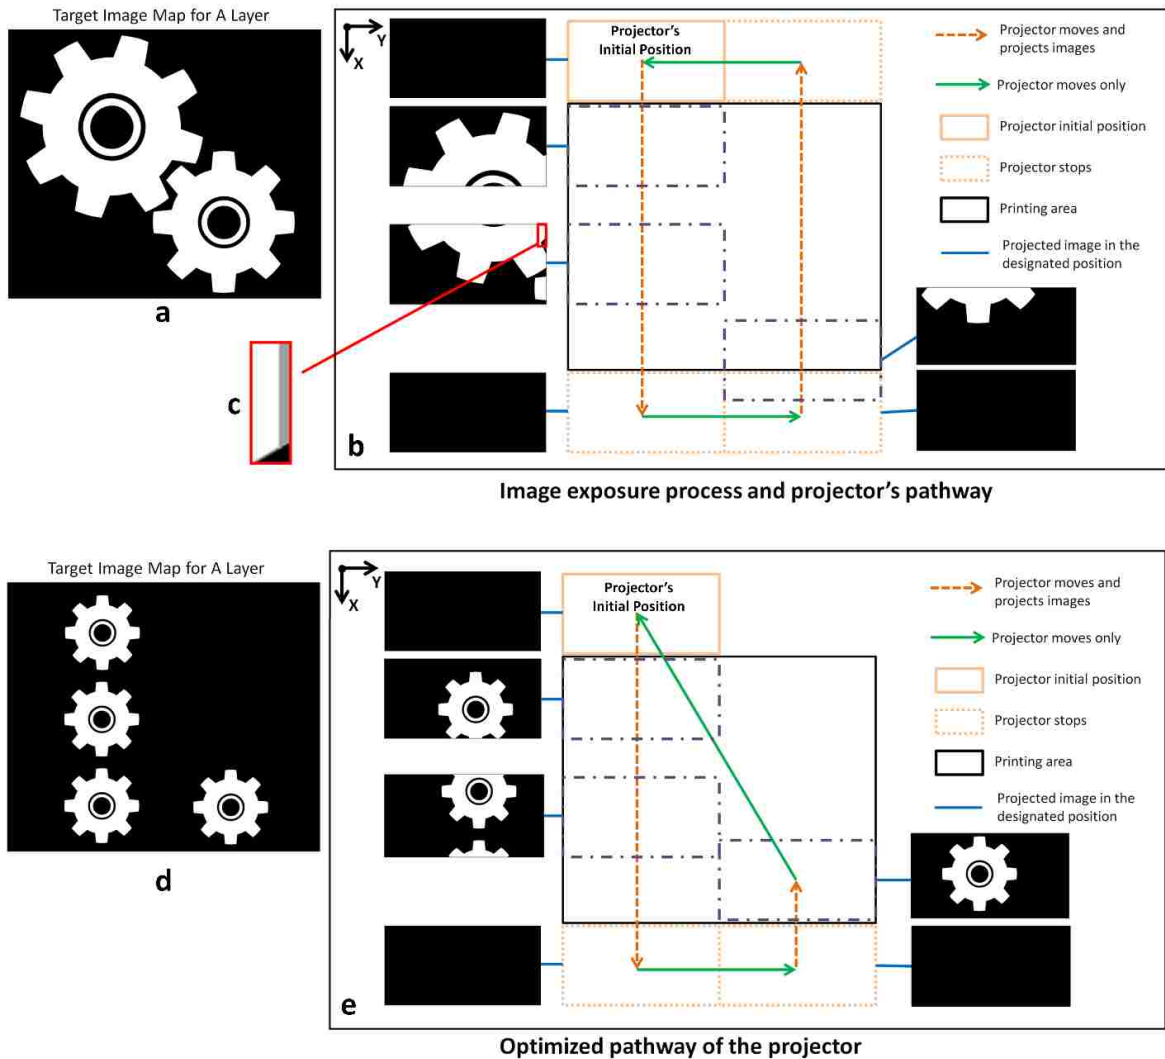 Target Image Map for A Layer
a
Y
X
Projector's
Initial Position
Projector moves and
projects images
Projector moves only
Projector initial position
Projector stops
Printing area
Projected image in the
designated position
c
b
Image exposure process and projector's pathway
Target Image Map for A Layer
d
Y
X
Projector's
Initial Position
Projector moves and
projects images
Projector moves only
Projector initial position
Projector stops
Printing area
Projected image in the
designated position
e
Optimized pathway of the projector